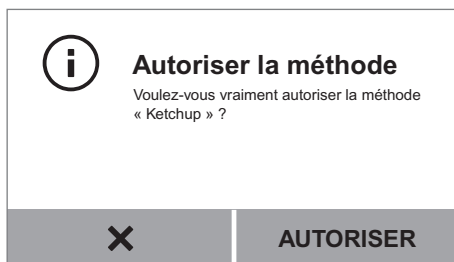 Autoriser la méthode
Voulez-vous vraiment autoriser la méthode
« Ketchup » ?
AUTORISER